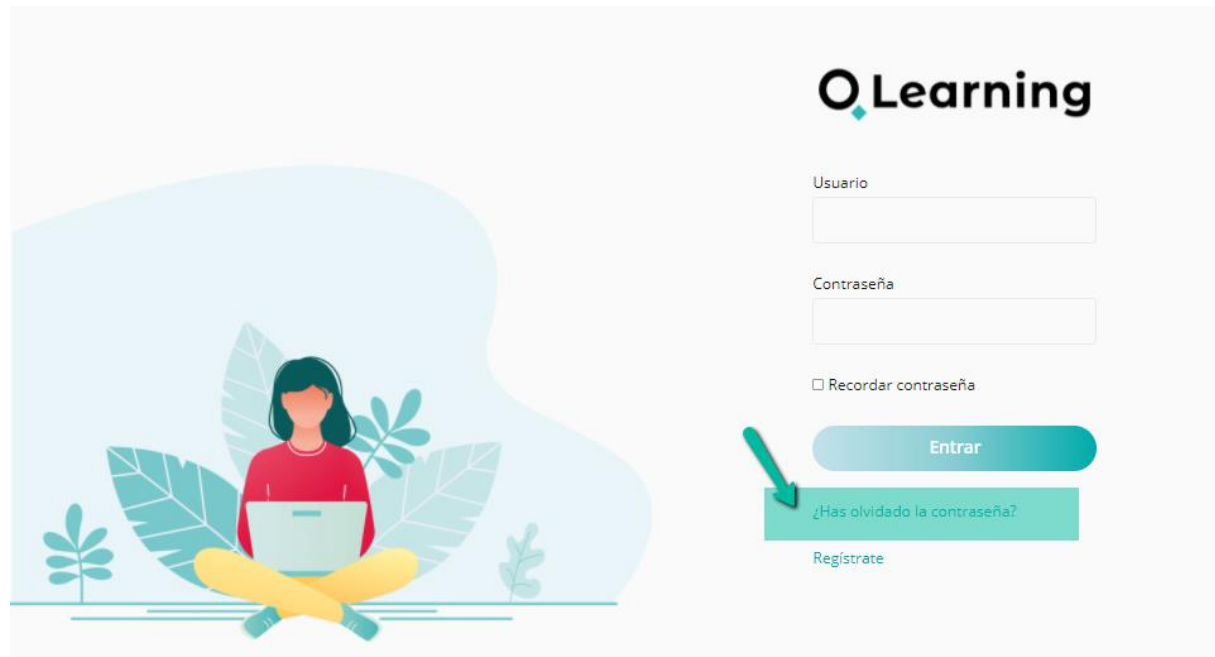 Q Learning
Usuario
Contraseña
Recordar contraseña
Entrar
¿Has olvidado la contraseña?
Regístrate